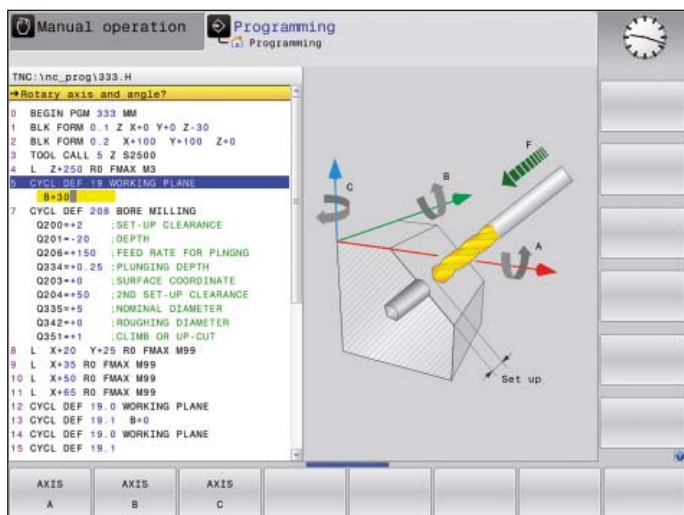 Manual operation
Programming
Programming
TNC:\nc_prog\333.H
→Rotary axis and angle?
0 BEGIN PGM 333 MM
1 BLK FORM 0.1 Z X+0 Y+0 Z-30
2 BLK FORM 0.2 X+100 Y+100 Z+0
3 TOOL CALL 5 Z S2500
4 L Z+250 R0 FMAX M3
5 CYCL DEF 19 WORKING PLANE
B+30
7 CYCL DEF 208 BORE MILLING
Q200=+2 ;SET-UP CLEARANCE
Q201=-20 ;DEPTH
Q206=+150 ;FEED RATE FOR PLNGNG
Q334=+0.25 ;PLUNGING DEPTH
Q203=+0 ;SURFACE COORDINATE
Q204=+50 ;2ND SET-UP CLEARANCE
Q335=+5 ;NOMINAL DIAMETER
Q342=+0 ;ROUGHING DIAMETER
Q351=+1 ;CLIMB OR UP-CUT
8 L X+20 Y+25 R0 FMAX M99
9 L X+35 R0 FMAX M99
10 L X+50 R0 FMAX M99
11 L X+65 R0 FMAX M99
12 CYCL DEF 19.0 WORKING PLANE
13 CYCL DEF 19.1 B+0
14 CYCL DEF 19.0 WORKING PLANE
15 CYCL DEF 19.1
F
B
C
A
Set up
AXIS A
AXIS B
AXIS C